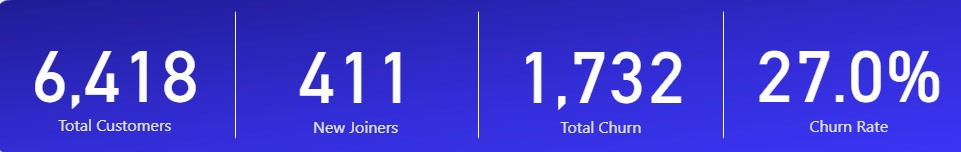 6,418
Total Customers
411
New Joiners
1,732
Total Churn
27.0%
Churn Rate